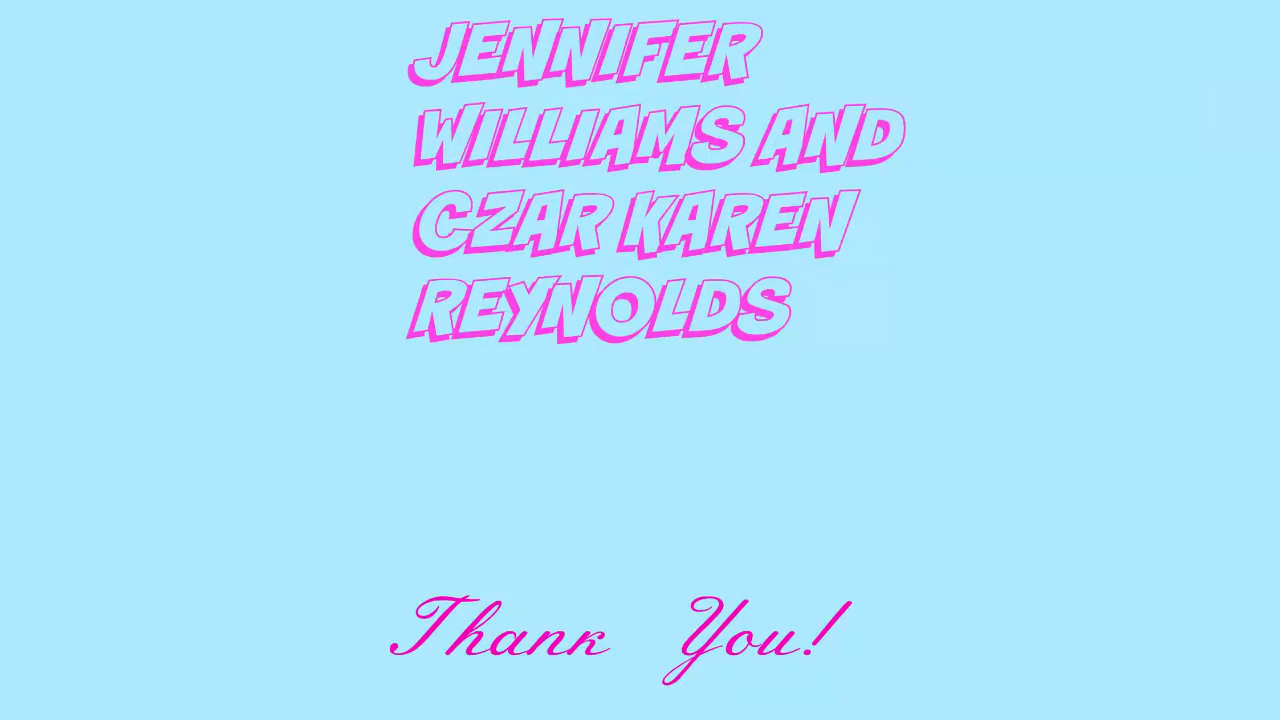 JENNIFER
WILLIAMS AND
CZAR KAREN
REYNOLDS
Thank You!